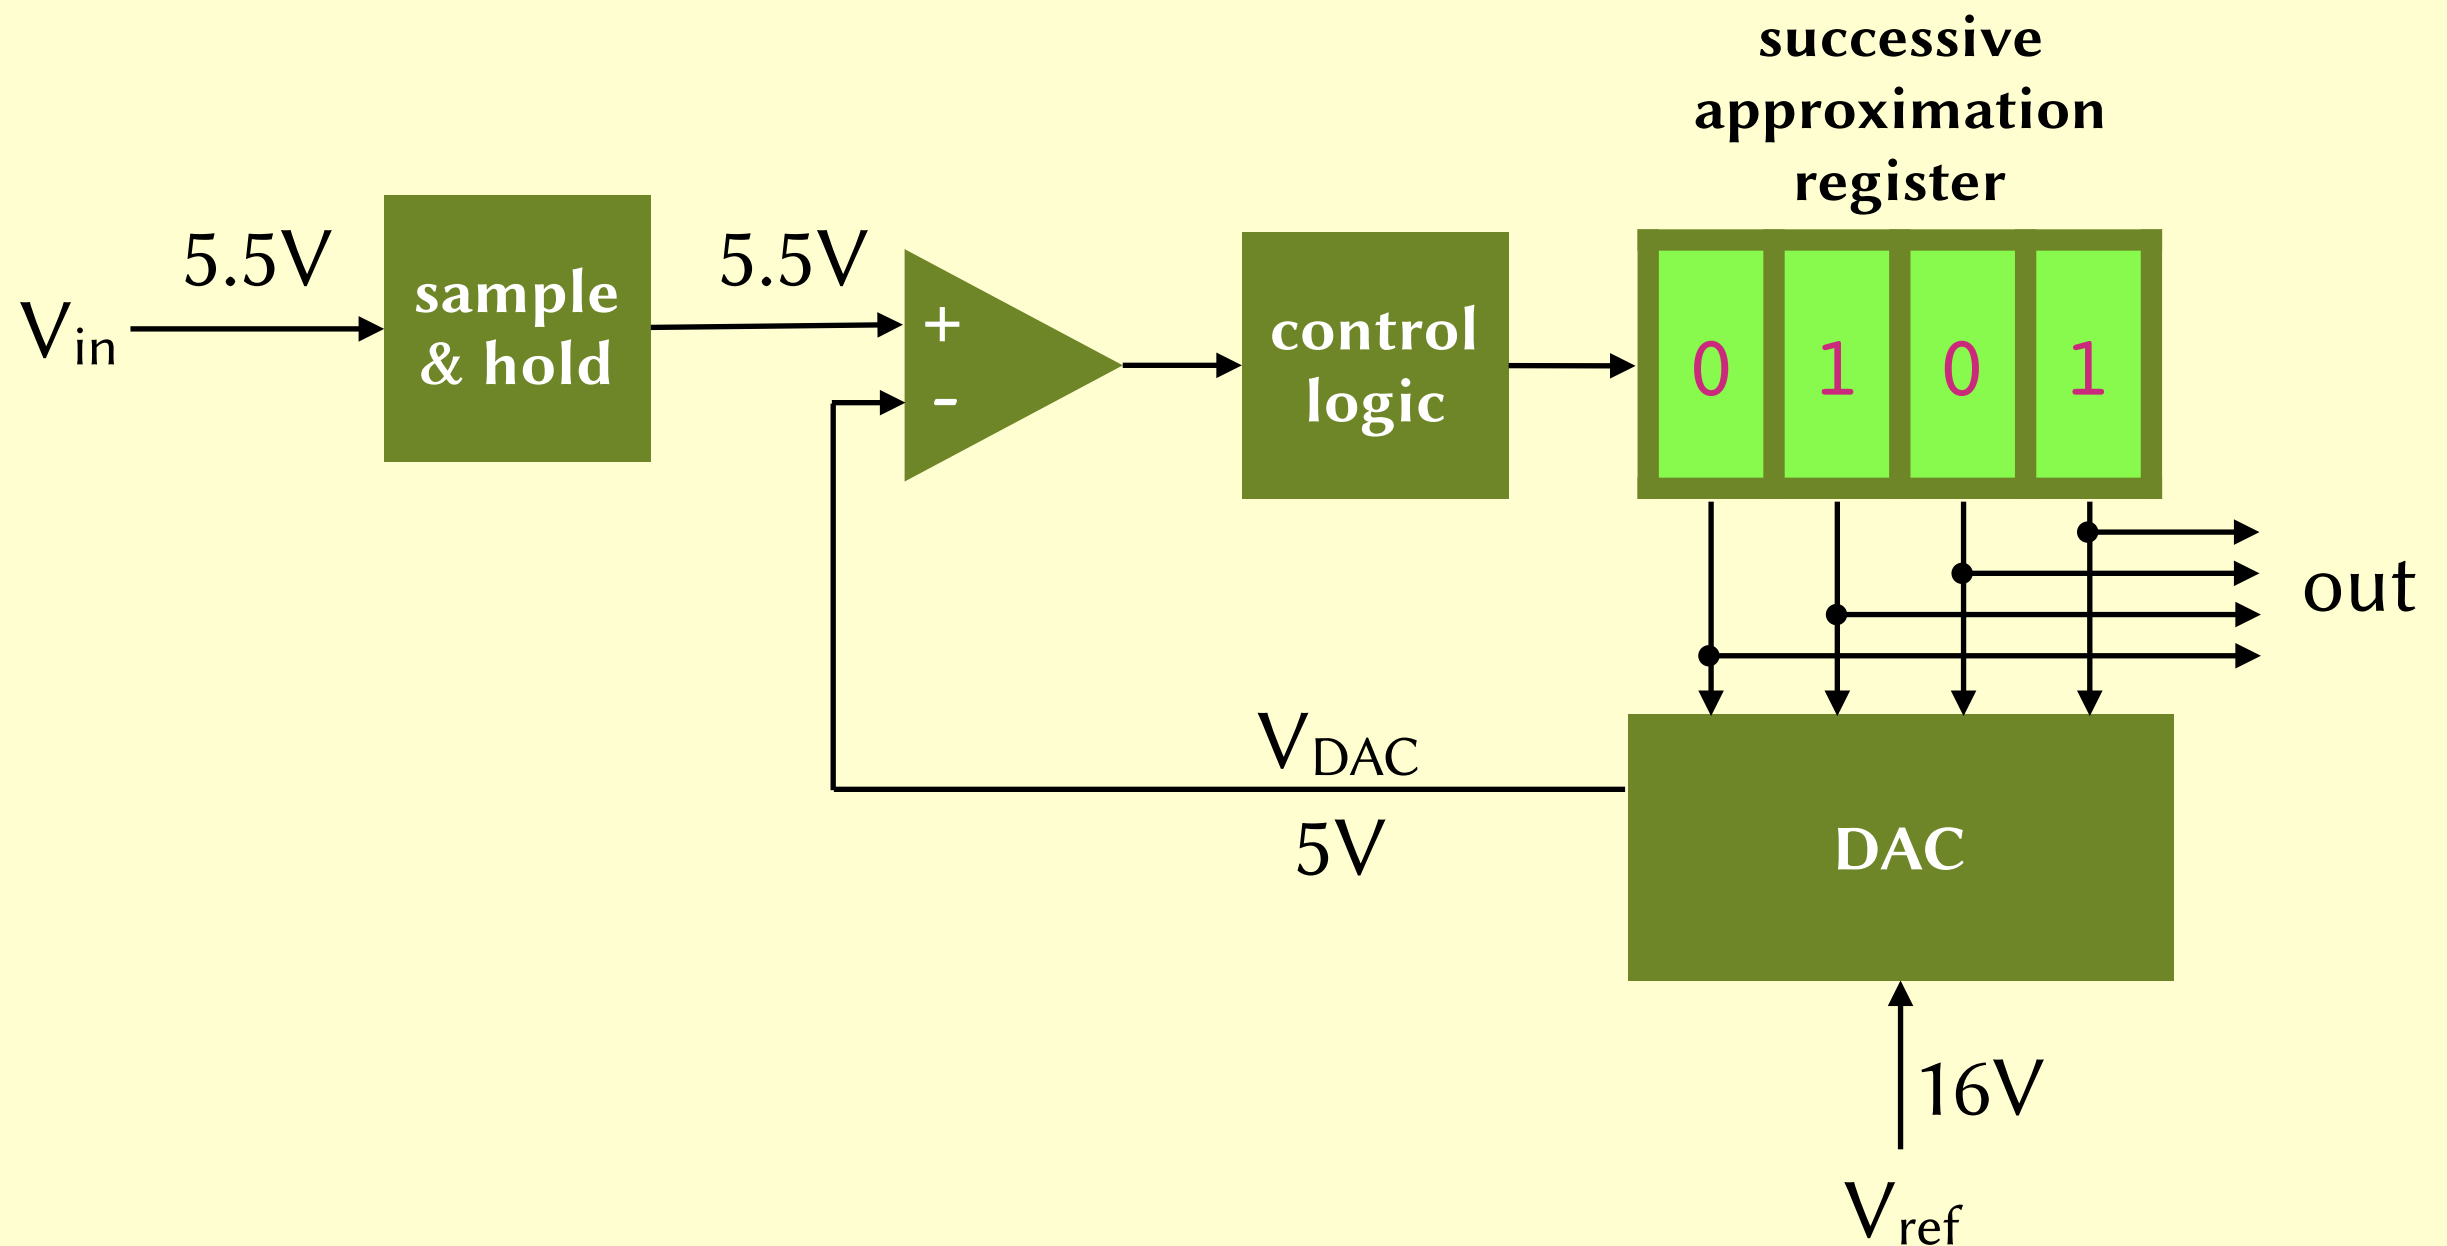 successive
approximation
register
5.5V
5.5V
Vin
sample
& hold
+
-
control
logic
0 1 0 1
out
VDAC
5V
DAC
16V
Vref